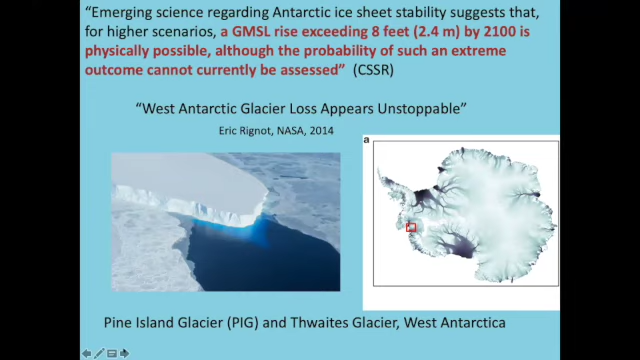 “Emerging science regarding Antarctic ice sheet stability suggests that,
for higher scenarios, a GMSL rise exceeding 8 feet (2.4 m) by 2100 is
physically possible, although the probability of such an extreme
outcome cannot currently be assessed” (CSSR)
“West Antarctic Glacier Loss Appears Unstoppable”
Eric Rignot, NASA, 2014
a
Pine Island Glacier (PIG) and Thwaites Glacier, West Antarctica